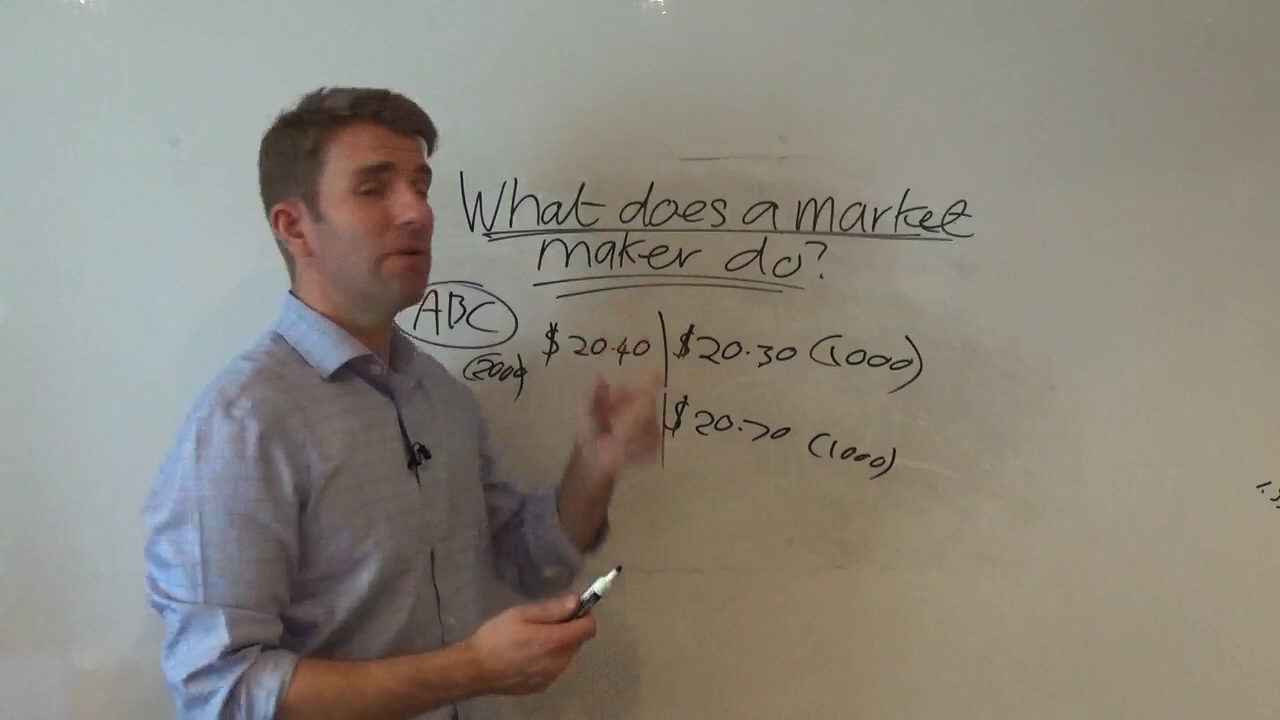 What does a market
maker do?
ABC
(200) $20.40 $20.30 (1000)
$20.70 (1000)